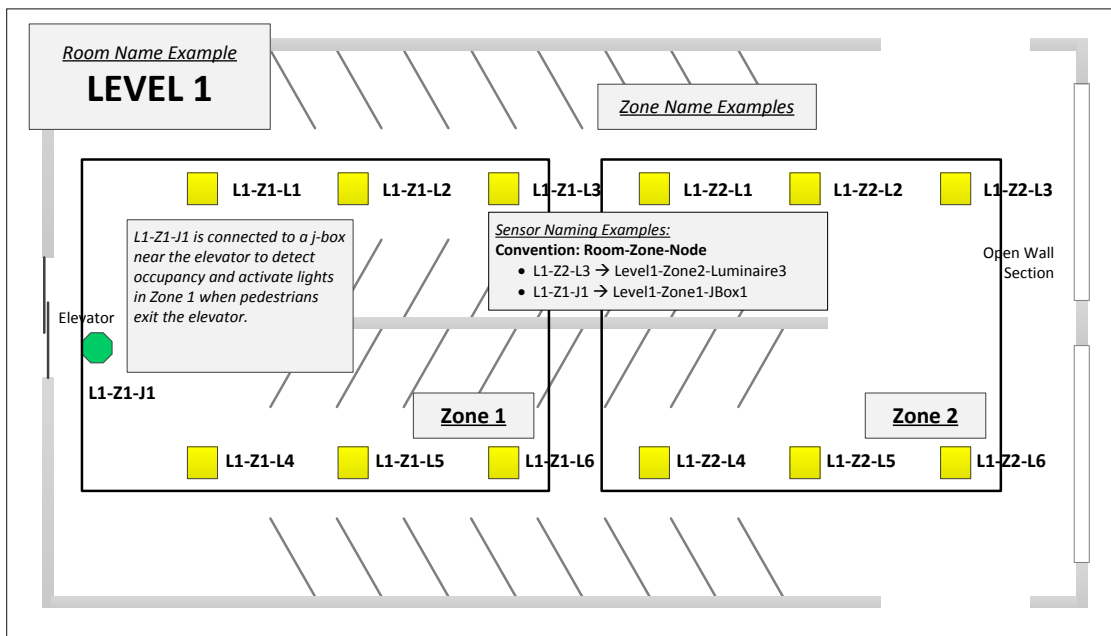 Room Name Example
LEVEL 1
Zone Name Examples
L1-Z1-L1
L1-Z1-L2
L1-Z1-L3
L1-Z2-L1
L1-Z2-L2
L1-Z2-L3
L1-Z1-J1 is connected to a j-box
near the elevator to detect
occupancy and activate lights
in Zone 1 when pedestrians
exit the elevator.
Sensor Naming Examples:
Convention: Room-Zone-Node
• L1-Z2-L3 → Level1-Zone2-Luminaire3
• L1-Z1-J1 → Level1-Zone1-JBox1
Open Wall
Section
Elevator
L1-Z1-J1
Zone 1
Zone 2
L1-Z1-L4
L1-Z1-L5
L1-Z1-L6
L1-Z2-L4
L1-Z2-L5
L1-Z2-L6